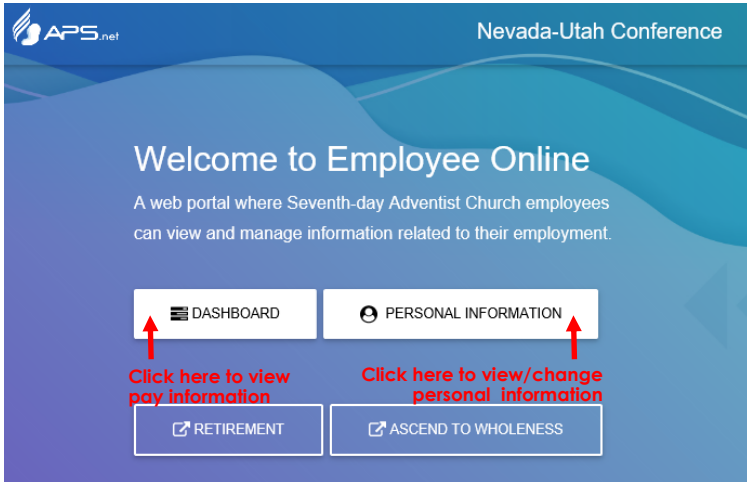 APS.net
Nevada-Utah Conference
Welcome to Employee Online
A web portal where Seventh-day Adventist Church employees
can view and manage information related to their employment.
DASHBOARD
PERSONAL INFORMATION
Click here to view
pay information
Click here to view/change
personal information
RETIREMENT
ASCEND TO WHOLENESS